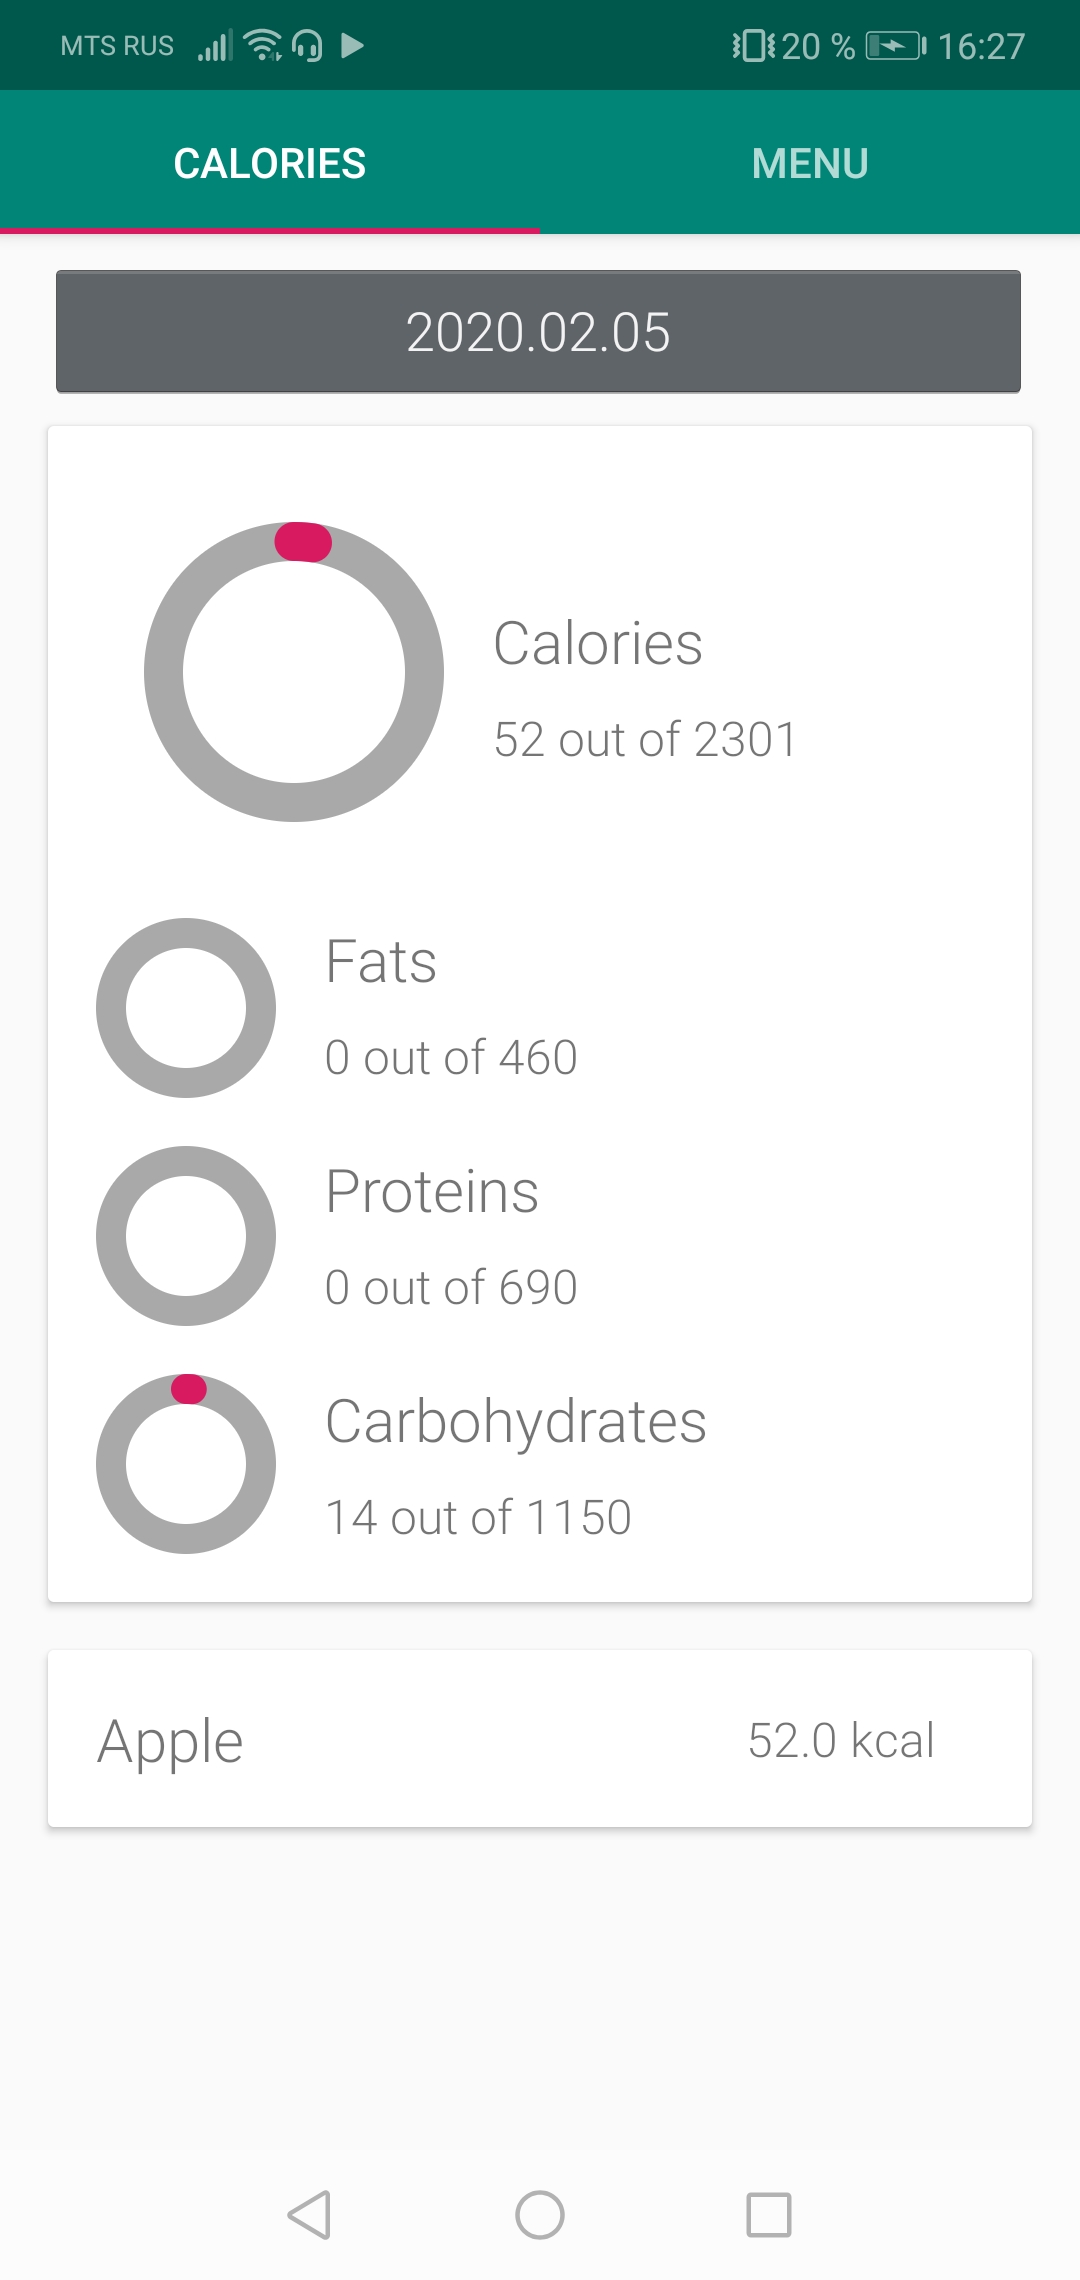 MTS RUS 20 % 16:27
CALORIES MENU
2020.02.05
Calories
52 out of 2301
Fats
0 out of 460
Proteins
0 out of 690
Carbohydrates
14 out of 1150
Apple 52.0 kcal